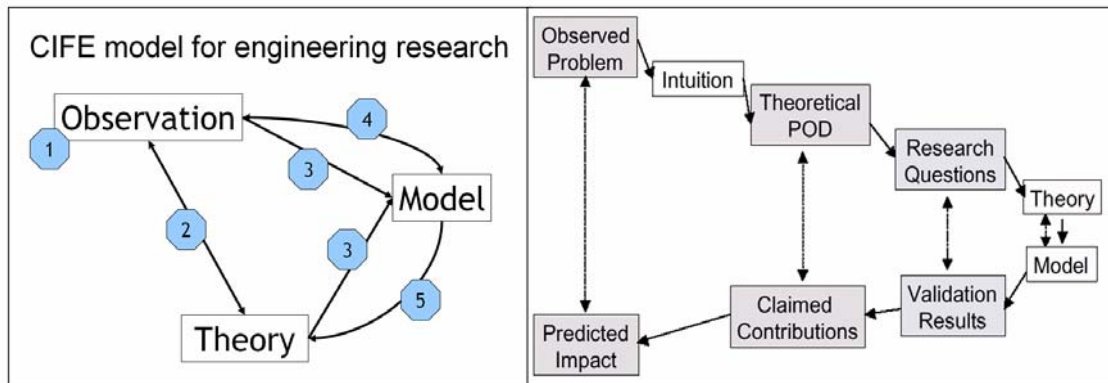 CIFE model for engineering research
Observation
1
4
3
Model
2
3
5
Theory
Observed
Problem
Intuition
Theoretical
POD
Research
Questions
Theory
Model
Validation
Results
Claimed
Contributions
Predicted
Impact